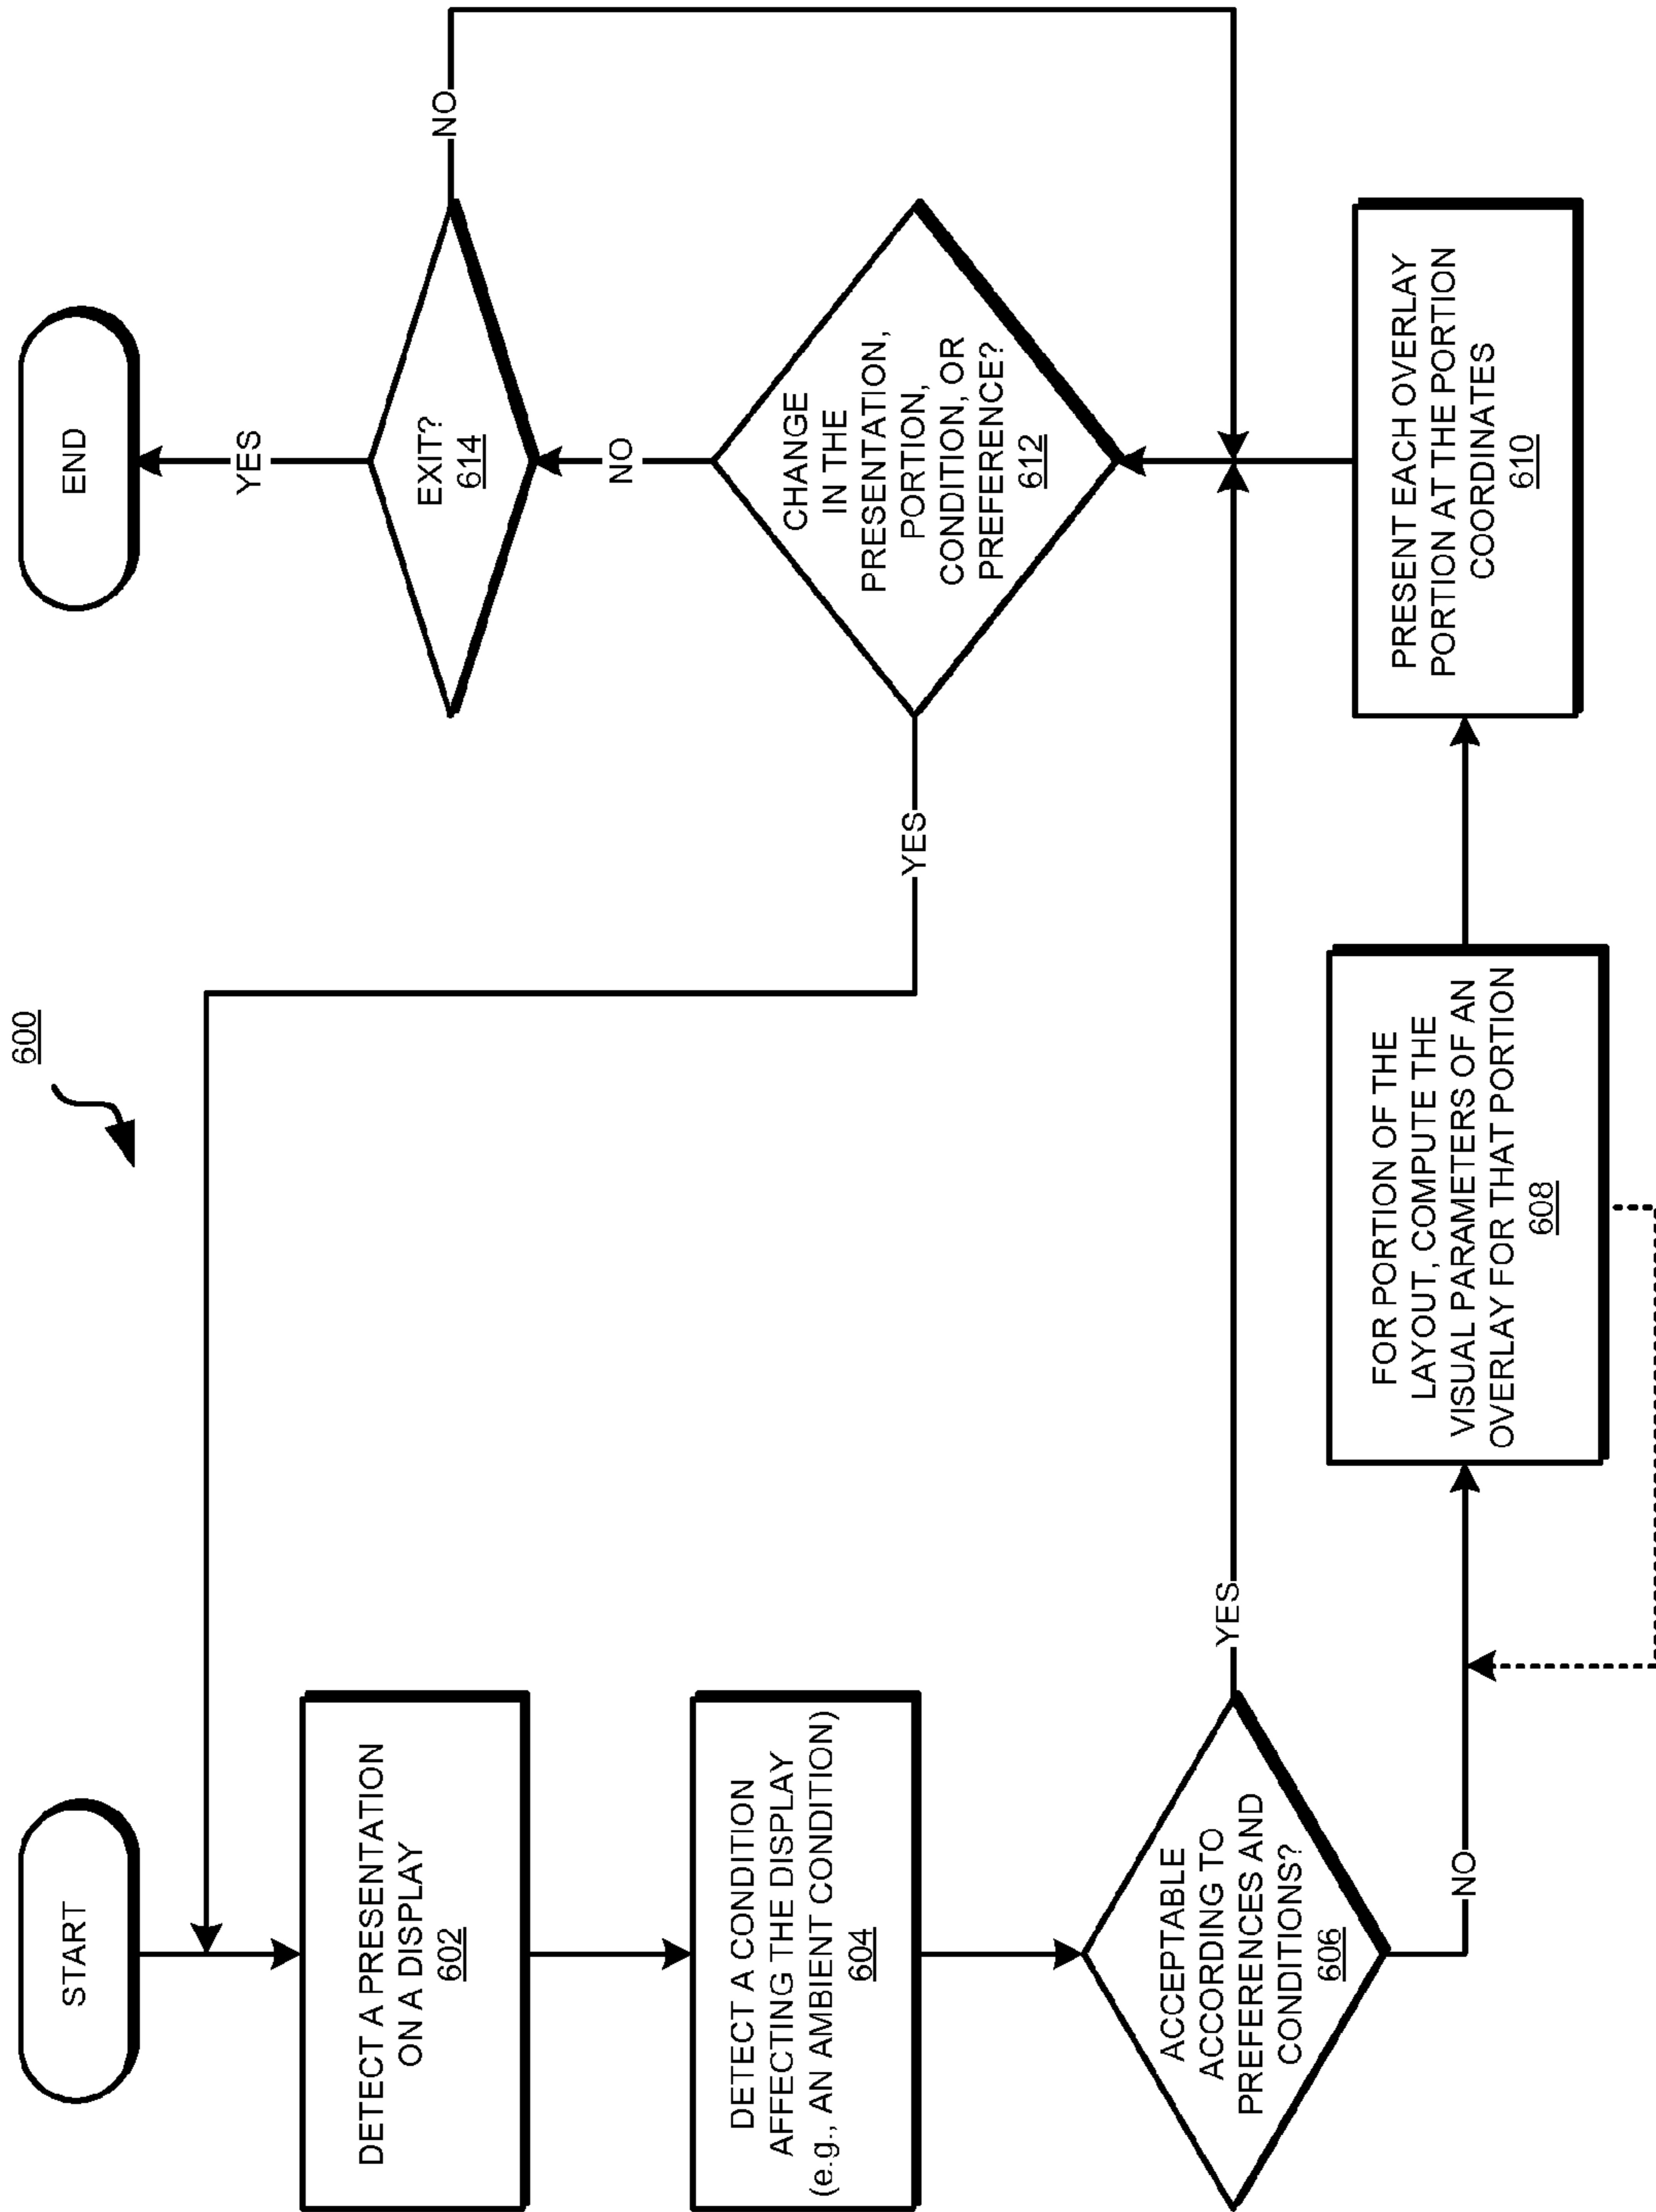 600
START
DETECT A PRESENTATION
ON A DISPLAY
602
DETECT A CONDITION
AFFECTING THE DISPLAY
(e.g., AN AMBIENT CONDITION)
604
ACCEPTABLE
ACCORDING TO
PREFERENCES AND
CONDITIONS?
606
YES
NO
FOR PORTION OF THE
LAYOUT, COMPUTE THE
VISUAL PARAMETERS OF AN
OVERLAY FOR THAT PORTION
608
PRESENT EACH OVERLAY
PORTION AT THE PORTION
COORDINATES
610
CHANGE
IN THE
PRESENTATION,
PORTION,
CONDITION, OR
PREFERENCE?
612
YES
NO
EXIT?
614
NO
YES
END